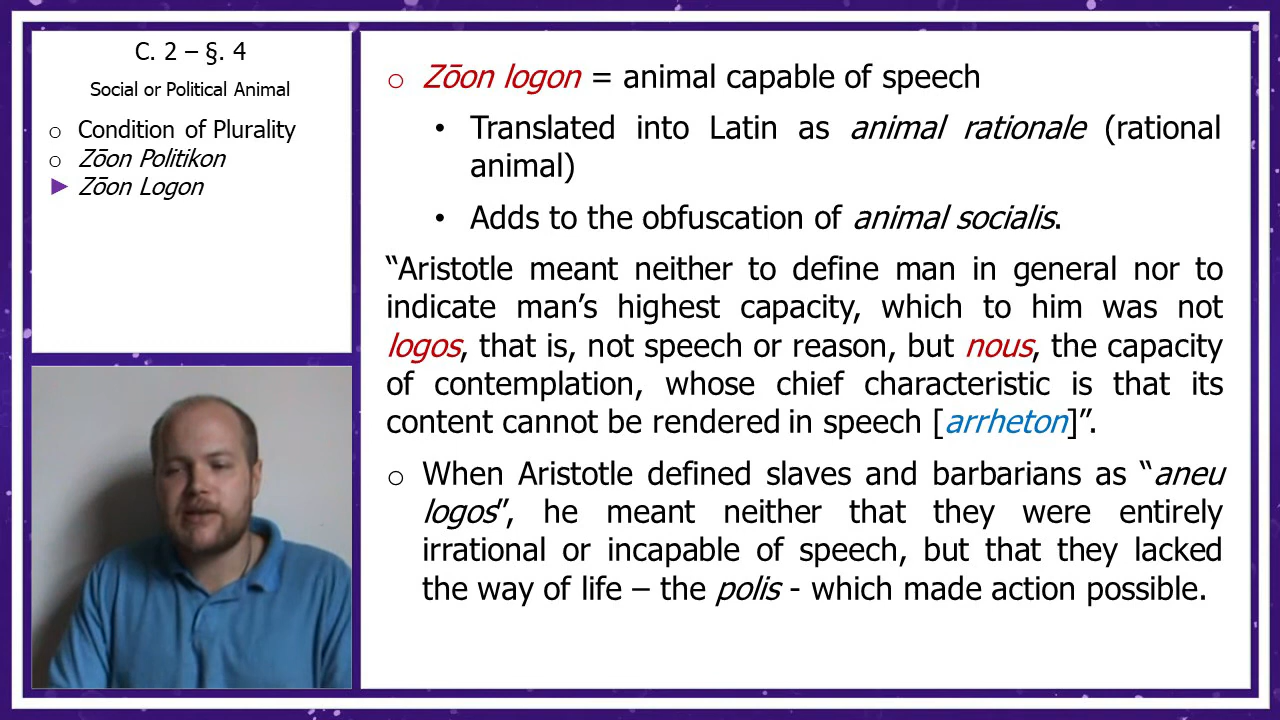 C. 2 – §. 4
Social or Political Animal
o Condition of Plurality
o Zōon Politikon
► Zōon Logon
o Zōon logon = animal capable of speech
• Translated into Latin as animal rationale (rational
animal)
• Adds to the obfuscation of animal socialis.
“Aristotle meant neither to define man in general nor to
indicate man’s highest capacity, which to him was not
logos, that is, not speech or reason, but nous, the capacity
of contemplation, whose chief characteristic is that its
content cannot be rendered in speech [arrheton]”.
o When Aristotle defined slaves and barbarians as “aneu
logos”, he meant neither that they were entirely
irrational or incapable of speech, but that they lacked
the way of life – the polis - which made action possible.